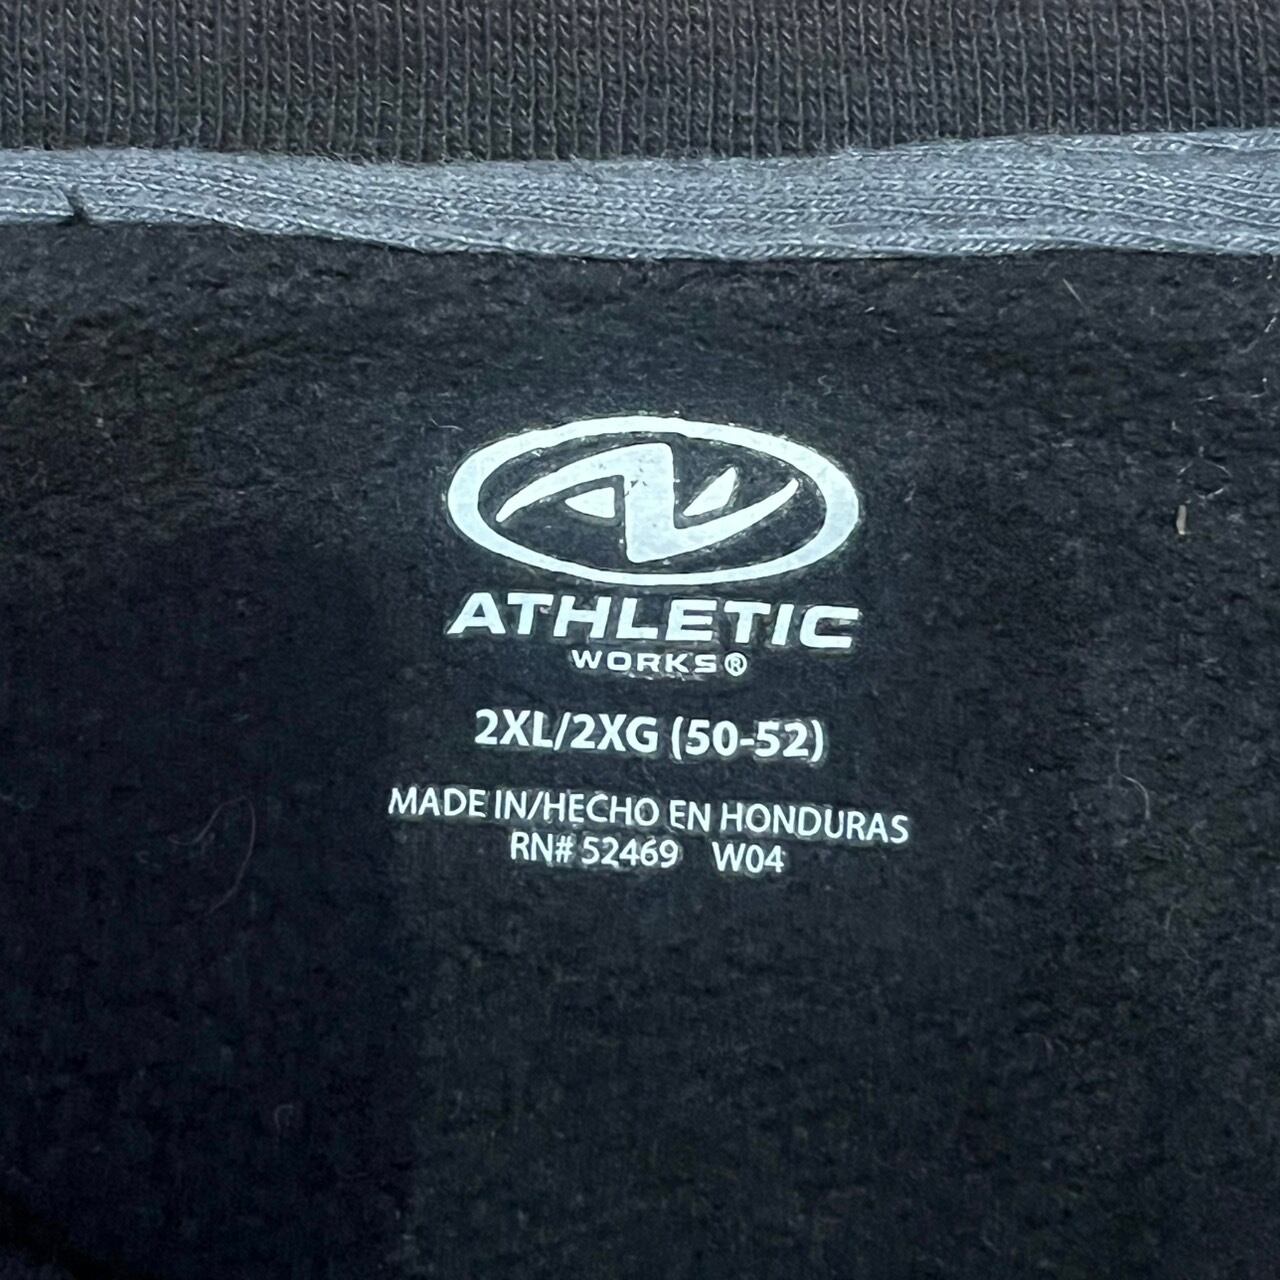 ATHLETIC
WORKS®
2XL/2XG (50-52)
MADE IN/HECHO EN HONDURAS
RN# 52469 W04